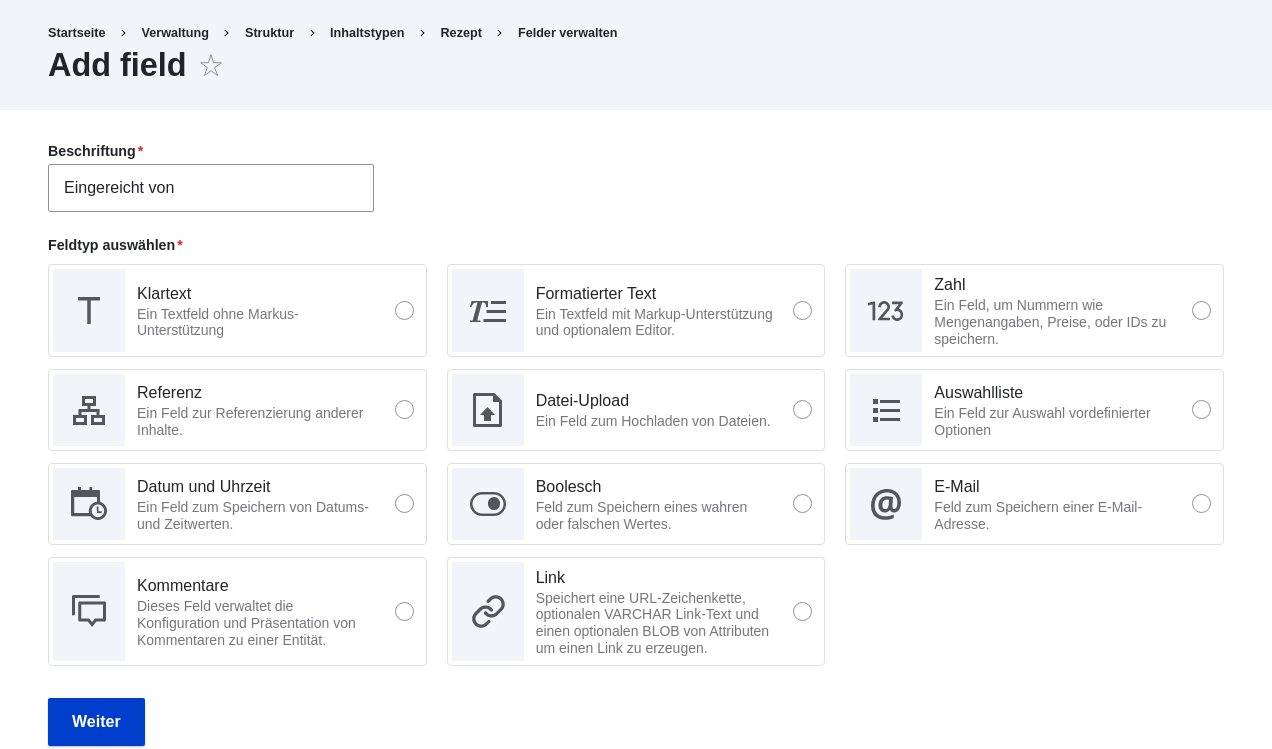 Startseite > Verwaltung > Struktur > Inhaltstypen > Rezept > Felder verwalten
Add field ☆
Beschriftung*
Eingereicht von
Feldtyp auswählen*
Klartext
Ein Textfeld ohne Markus-
Unterstützung
Formatierter Text
Ein Textfeld mit Markup-Unterstützung
und optionalem Editor.
123
Zahl
Ein Feld, um Nummern wie
Mengenangaben, Preise, oder IDs zu
speichern.
Referenz
Ein Feld zur Referenzierung anderer
Inhalte.
Datei-Upload
Ein Feld zum Hochladen von Dateien.
Auswahlliste
Ein Feld zur Auswahl vordefinierter
Optionen
Datum und Uhrzeit
Ein Feld zum Speichern von Datums-
und Zeitwerten.
Boolesch
Feld zum Speichern eines wahren
oder falschen Wertes.
@
E-Mail
Feld zum Speichern einer E-Mail-
Adresse.
Kommentare
Dieses Feld verwaltet die
Konfiguration und Präsentation von
Kommentaren zu einer Entität.
Link
Speichert eine URL-Zeichenkette,
optionalen VARCHAR Link-Text und
einen optionalen BLOB von Attributen
um einen Link zu erzeugen.
Weiter